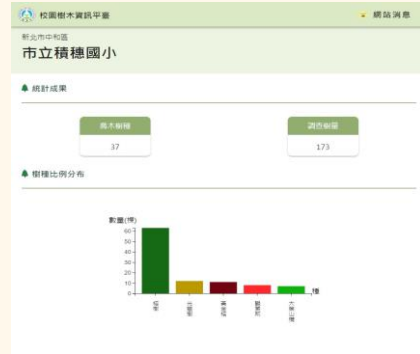 校園樹木資訊平臺
網站消息
新北市中和區
市立積穗國小
統計成果
喬木樹種
調查樹量
37
173
樹種比例分布
數量(棵)
60
50
40
30
20
10
0
種